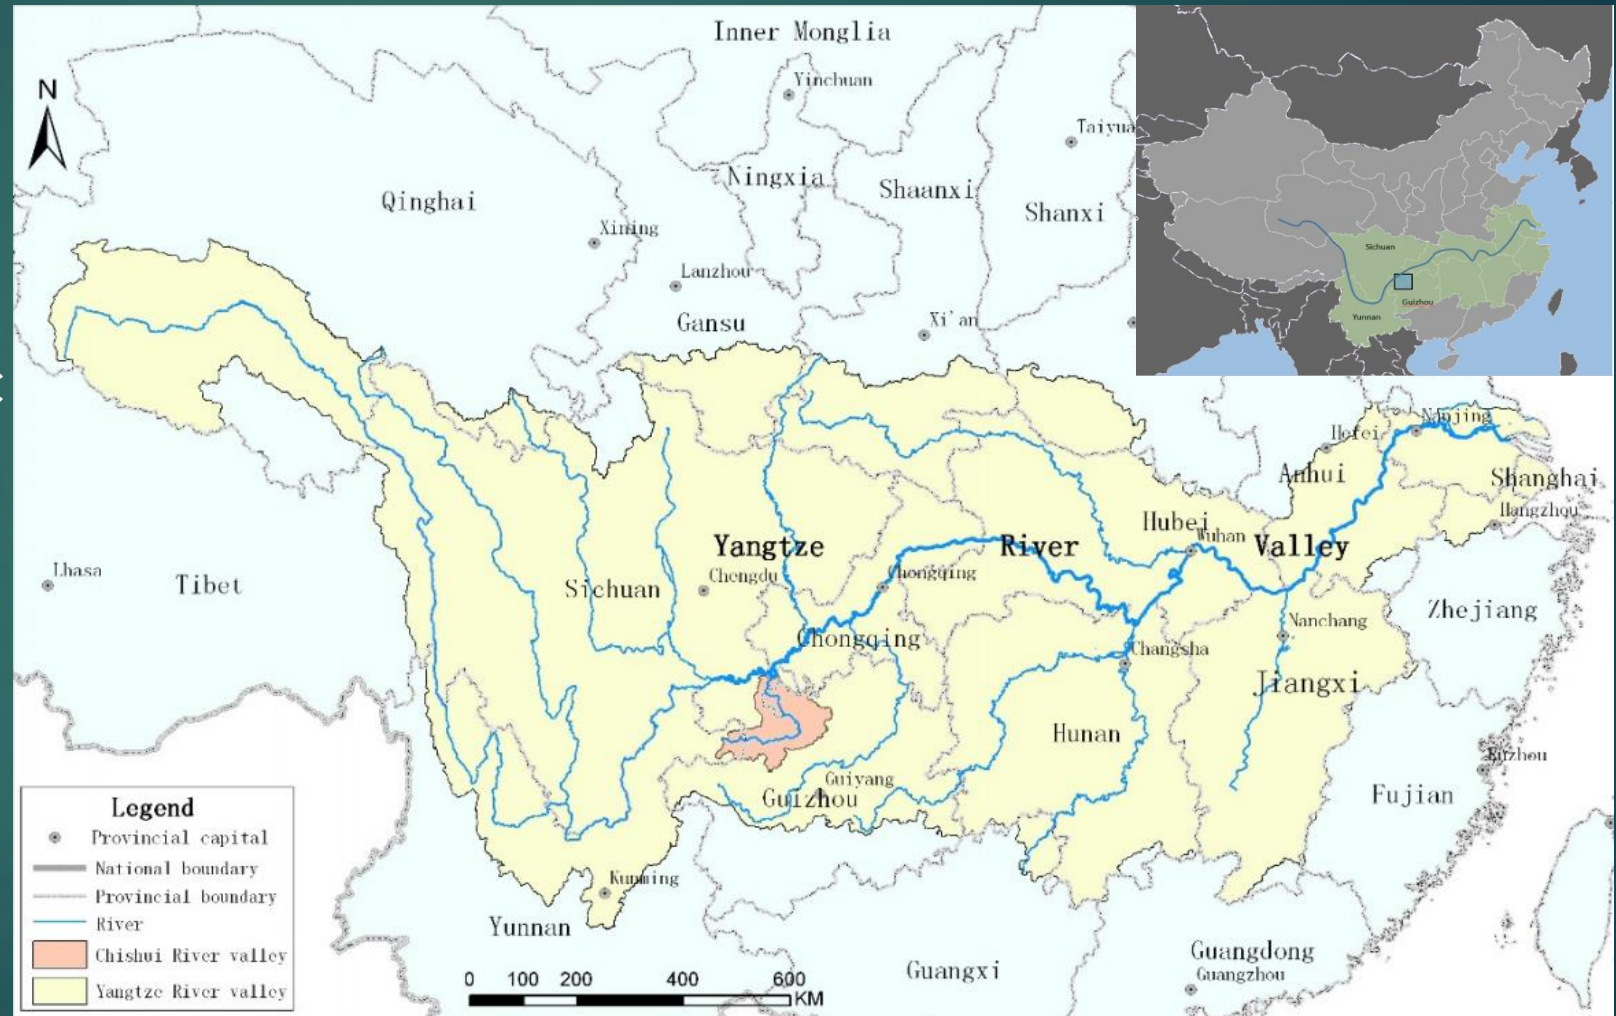 Inner Monglia
N
Yinchuan
Taiyua
Ningxia
Shaanxi
Qinghai
Shanxi
Xining
Lanzhou
Gansu
Xi'an
Sichuan
Guizhou
Yunnan
Nanjing
Hefei
Anhui
Shanghai
Hangzhou
Hubei
Wuhan
Yangtze River Valley
Lhasa
Tibet
Sichuan
Chengdu
Chongqing
Zhejiang
Chongqing
Nanchang
Changsha
Jiangxi
Hunan
Fuzhou
Guiyang
Guizhou
Fujian
Kunming
Yunnan
Guangxi
Guangdong
Guangzhou
Legend
Provincial capital
National boundary
Provincial boundary
River
Chishui River valley
Yangtze River valley
0 100 200 400 600
KM